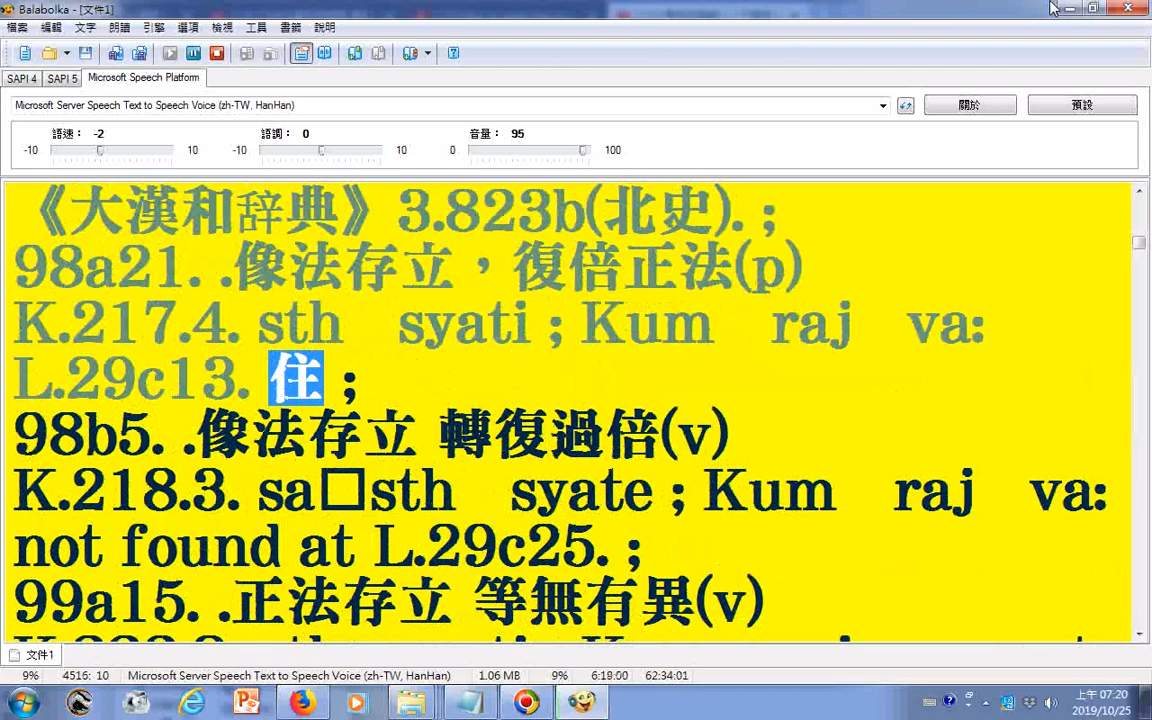 Balabolka - [文件1]
檔案 編輯 文字 朗讀 引擎 選項 檢視 工具 書籤 說明
SAPI 4 SAPI 5 Microsoft Speech Platform
Microsoft Server Speech Text to Speech Voice (zh-TW, HanHan) 關於 預設
語速： -2 語調： 0 音量： 95
-10 10 -10 10 0 100
《大漢和辞典》3.823b(北史). ;
98a21. .像法存立，復倍正法(p)
K.217.4. sth syati ; Kum raj va:
L.29c13. 住 ;
98b5. .像法存立 轉復過倍(v)
K.218.3. sa□sth syate ; Kum raj va:
not found at L.29c25. ;
99a15. .正法存立 等無有異(v)
文件1
9% 4516: 10 Microsoft Server Speech Text to Speech Voice (zh-TW, HanHan) 1.06 MB 9% 6:19:00 62:34:01
上午 07:20
2019/10/25